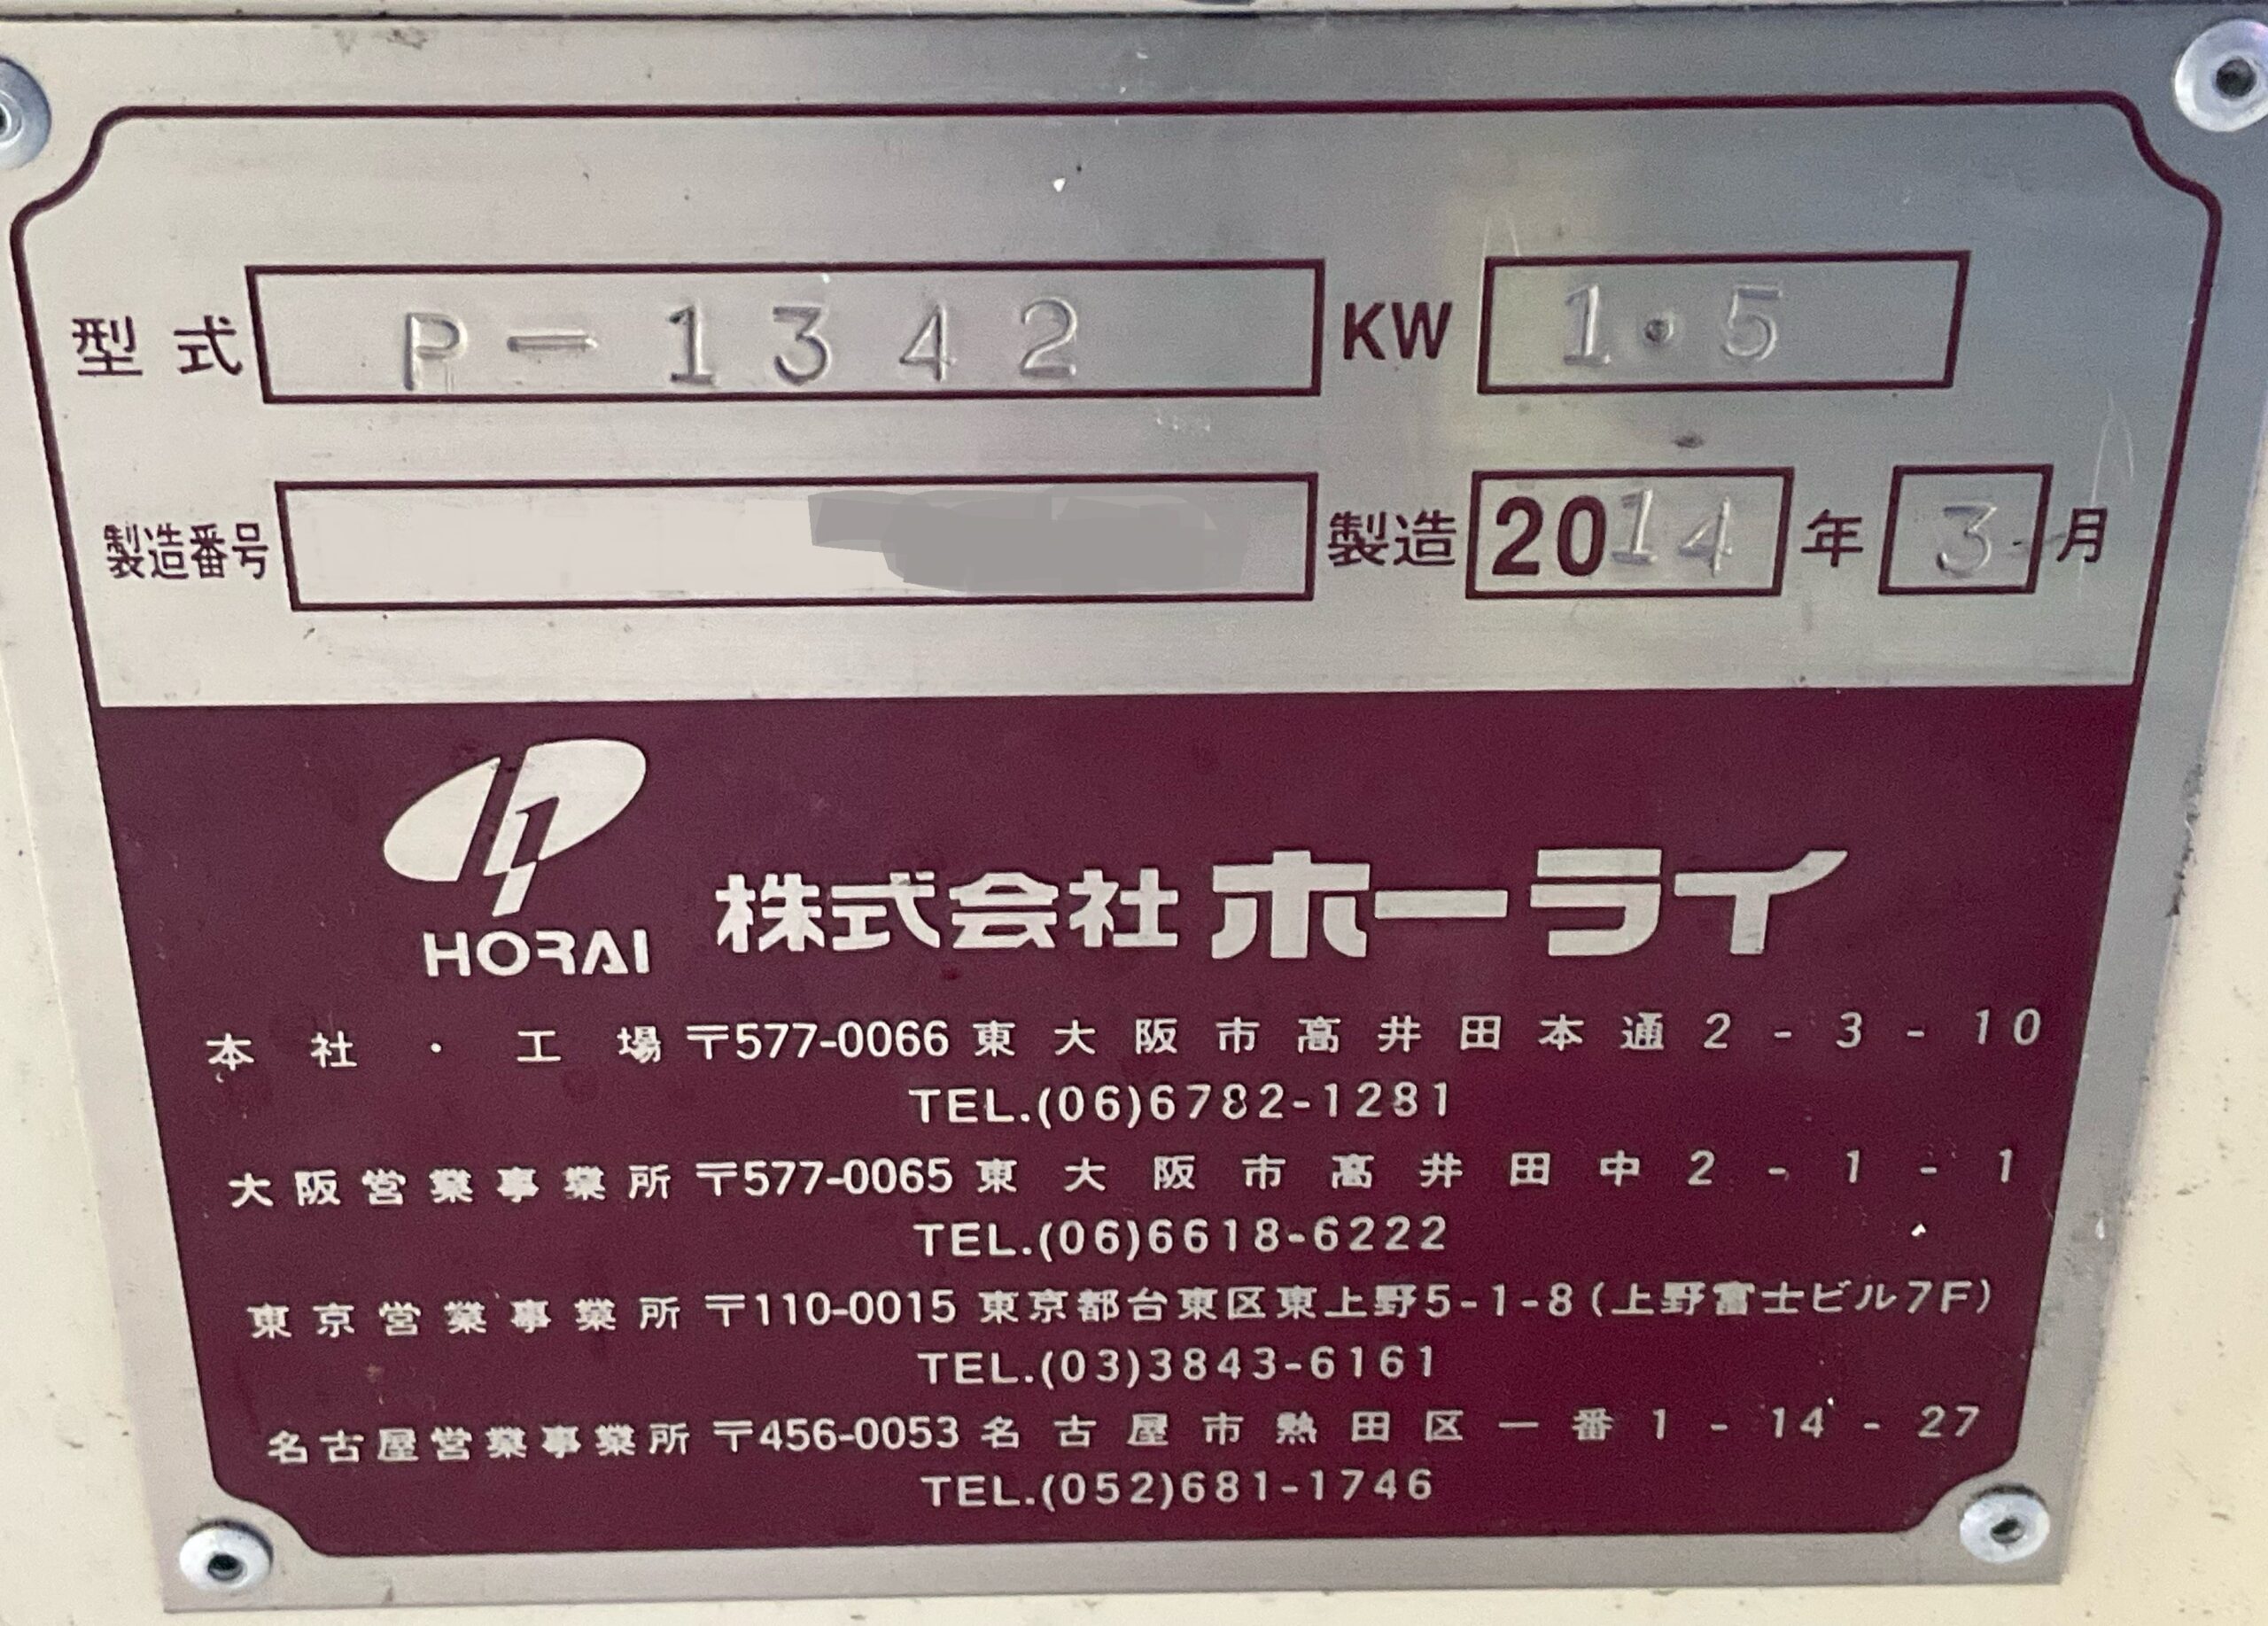 型式 P-1342 KW 1.5
製造番号 製造 2014年 3月
HORAI 株式会社ホーライ
本社・工場 〒577-0066 東大阪市高井田本通2-3-10
TEL.(06)6782-1281
大阪営業事業所 〒577-0065 東大阪市高井田中2-1-1
TEL.(06)6618-6222
東京営業事業所 〒110-0015 東京都台東区東上野5-1-8(上野富士ビル7F)
TEL.(03)3843-6161
名古屋営業事業所 〒456-0053 名古屋市熱田区一番1-14-27
TEL.(052)681-1746